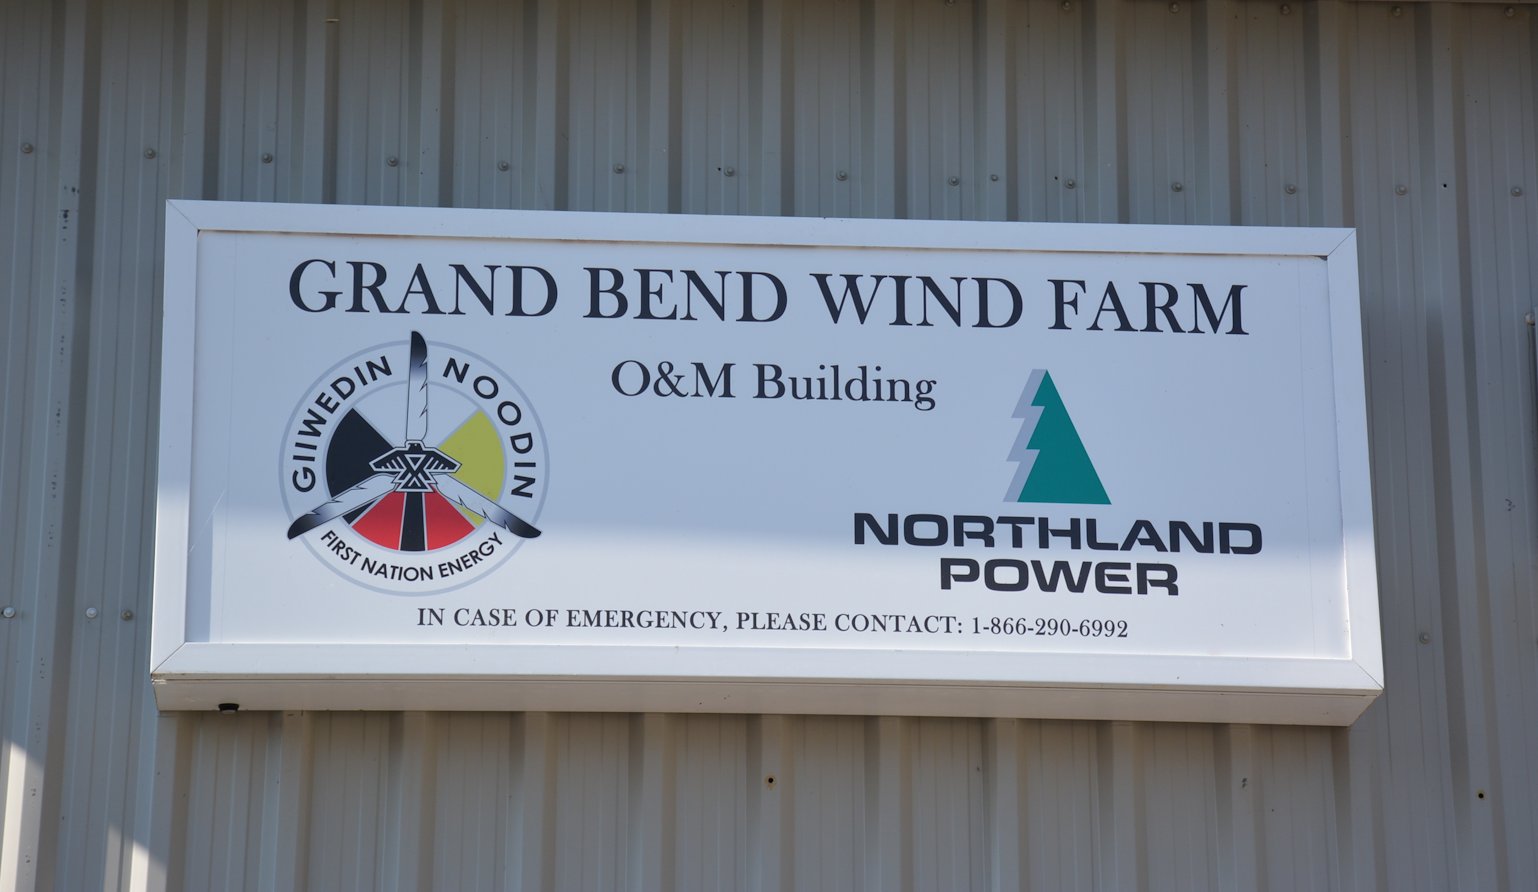 GRAND BEND WIND FARM
O&M Building
GIIWEDIN NOODIN
FIRST NATION ENERGY
NORTHLAND
POWER
IN CASE OF EMERGENCY, PLEASE CONTACT: 1-866-290-6992